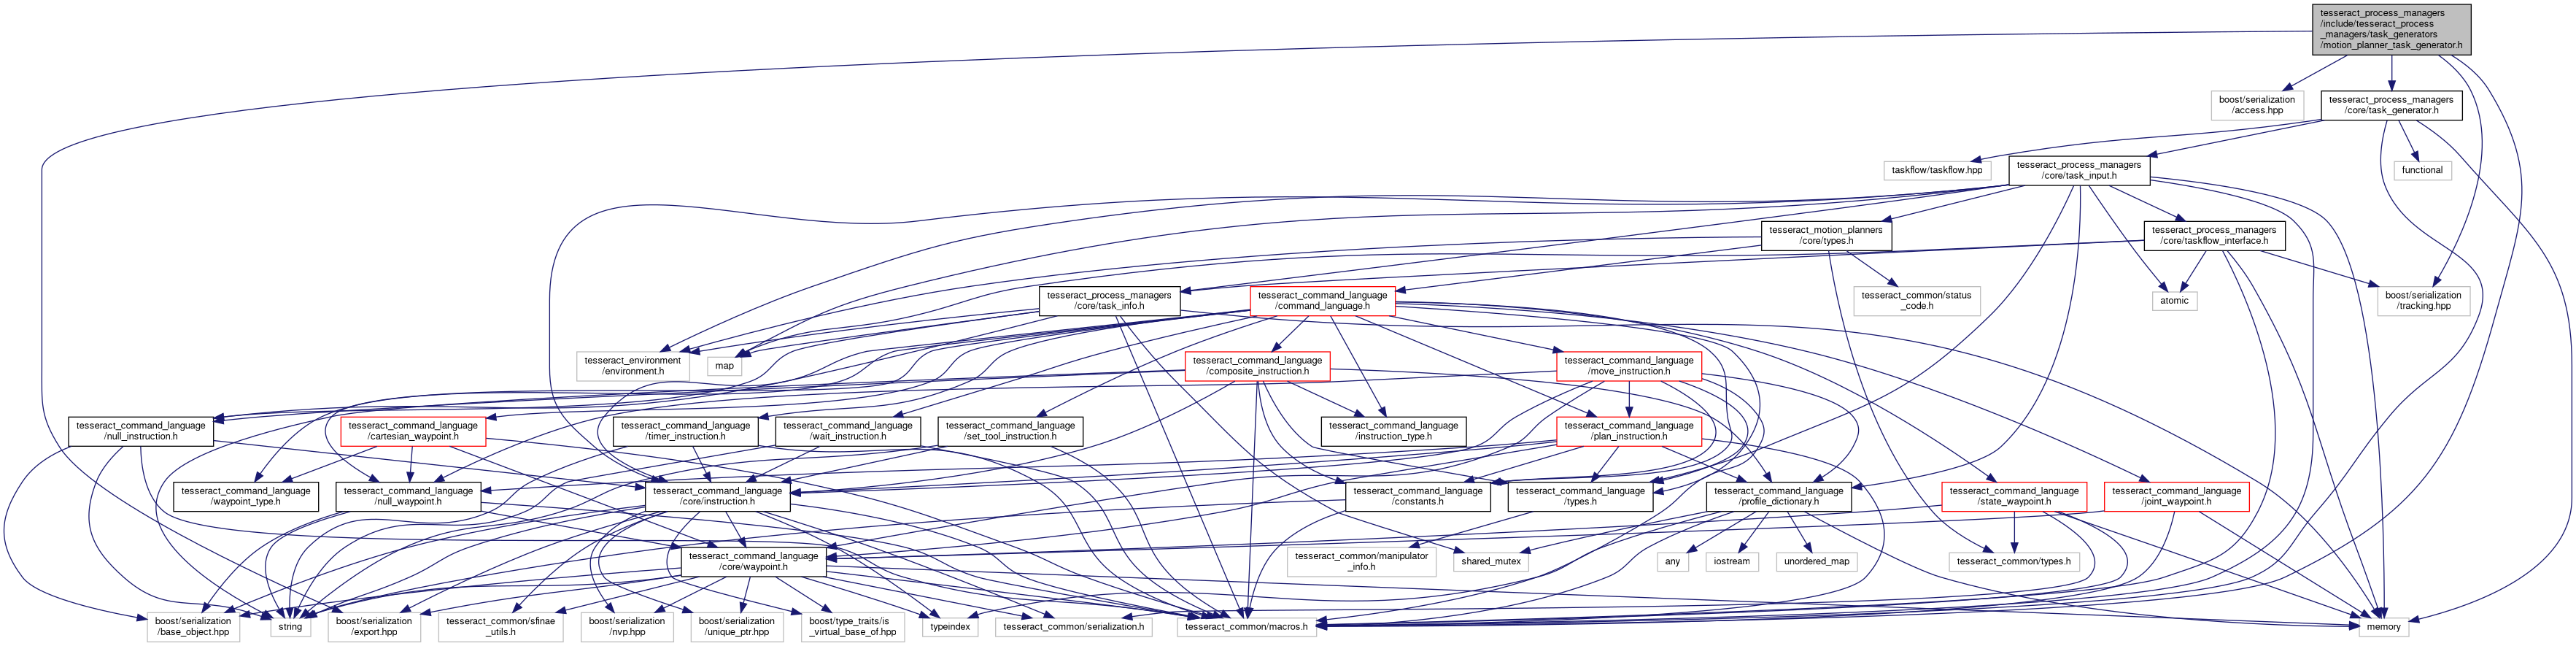 tesseract_process_managers
/include/tesseract_process
_managers/task_generators
/motion_planner_task_generator.h
boost/serialization
/access.hpp
tesseract_process_managers
/core/task_generator.h
taskflow/taskflow.hpp
tesseract_process_managers
/core/task_input.h
functional
tesseract_motion_planners
/core/types.h
tesseract_process_managers
/core/taskflow_interface.h
tesseract_process_managers
/core/task_info.h
tesseract_command_language
/command_language.h
tesseract_common/status
_code.h
atomic
boost/serialization
/tracking.hpp
tesseract_environment
/environment.h
map
tesseract_command_language
/composite_instruction.h
tesseract_command_language
/move_instruction.h
tesseract_command_language
/null_instruction.h
tesseract_command_language
/cartesian_waypoint.h
tesseract_command_language
/timer_instruction.h
tesseract_command_language
/wait_instruction.h
tesseract_command_language
/set_tool_instruction.h
tesseract_command_language
/instruction_type.h
tesseract_command_language
/plan_instruction.h
tesseract_command_language
/waypoint_type.h
tesseract_command_language
/null_waypoint.h
tesseract_command_language
/core/instruction.h
tesseract_command_language
/constants.h
tesseract_command_language
/types.h
tesseract_command_language
/profile_dictionary.h
tesseract_command_language
/state_waypoint.h
tesseract_command_language
/joint_waypoint.h
tesseract_command_language
/core/waypoint.h
tesseract_common/manipulator
_info.h
shared_mutex
any
iostream
unordered_map
tesseract_common/types.h
boost/serialization
/base_object.hpp
string
boost/serialization
/export.hpp
tesseract_common/sfinae
_utils.h
boost/serialization
/nvp.hpp
boost/serialization
/unique_ptr.hpp
boost/type_traits/is
_virtual_base_of.hpp
typeindex
tesseract_common/serialization.h
tesseract_common/macros.h
memory